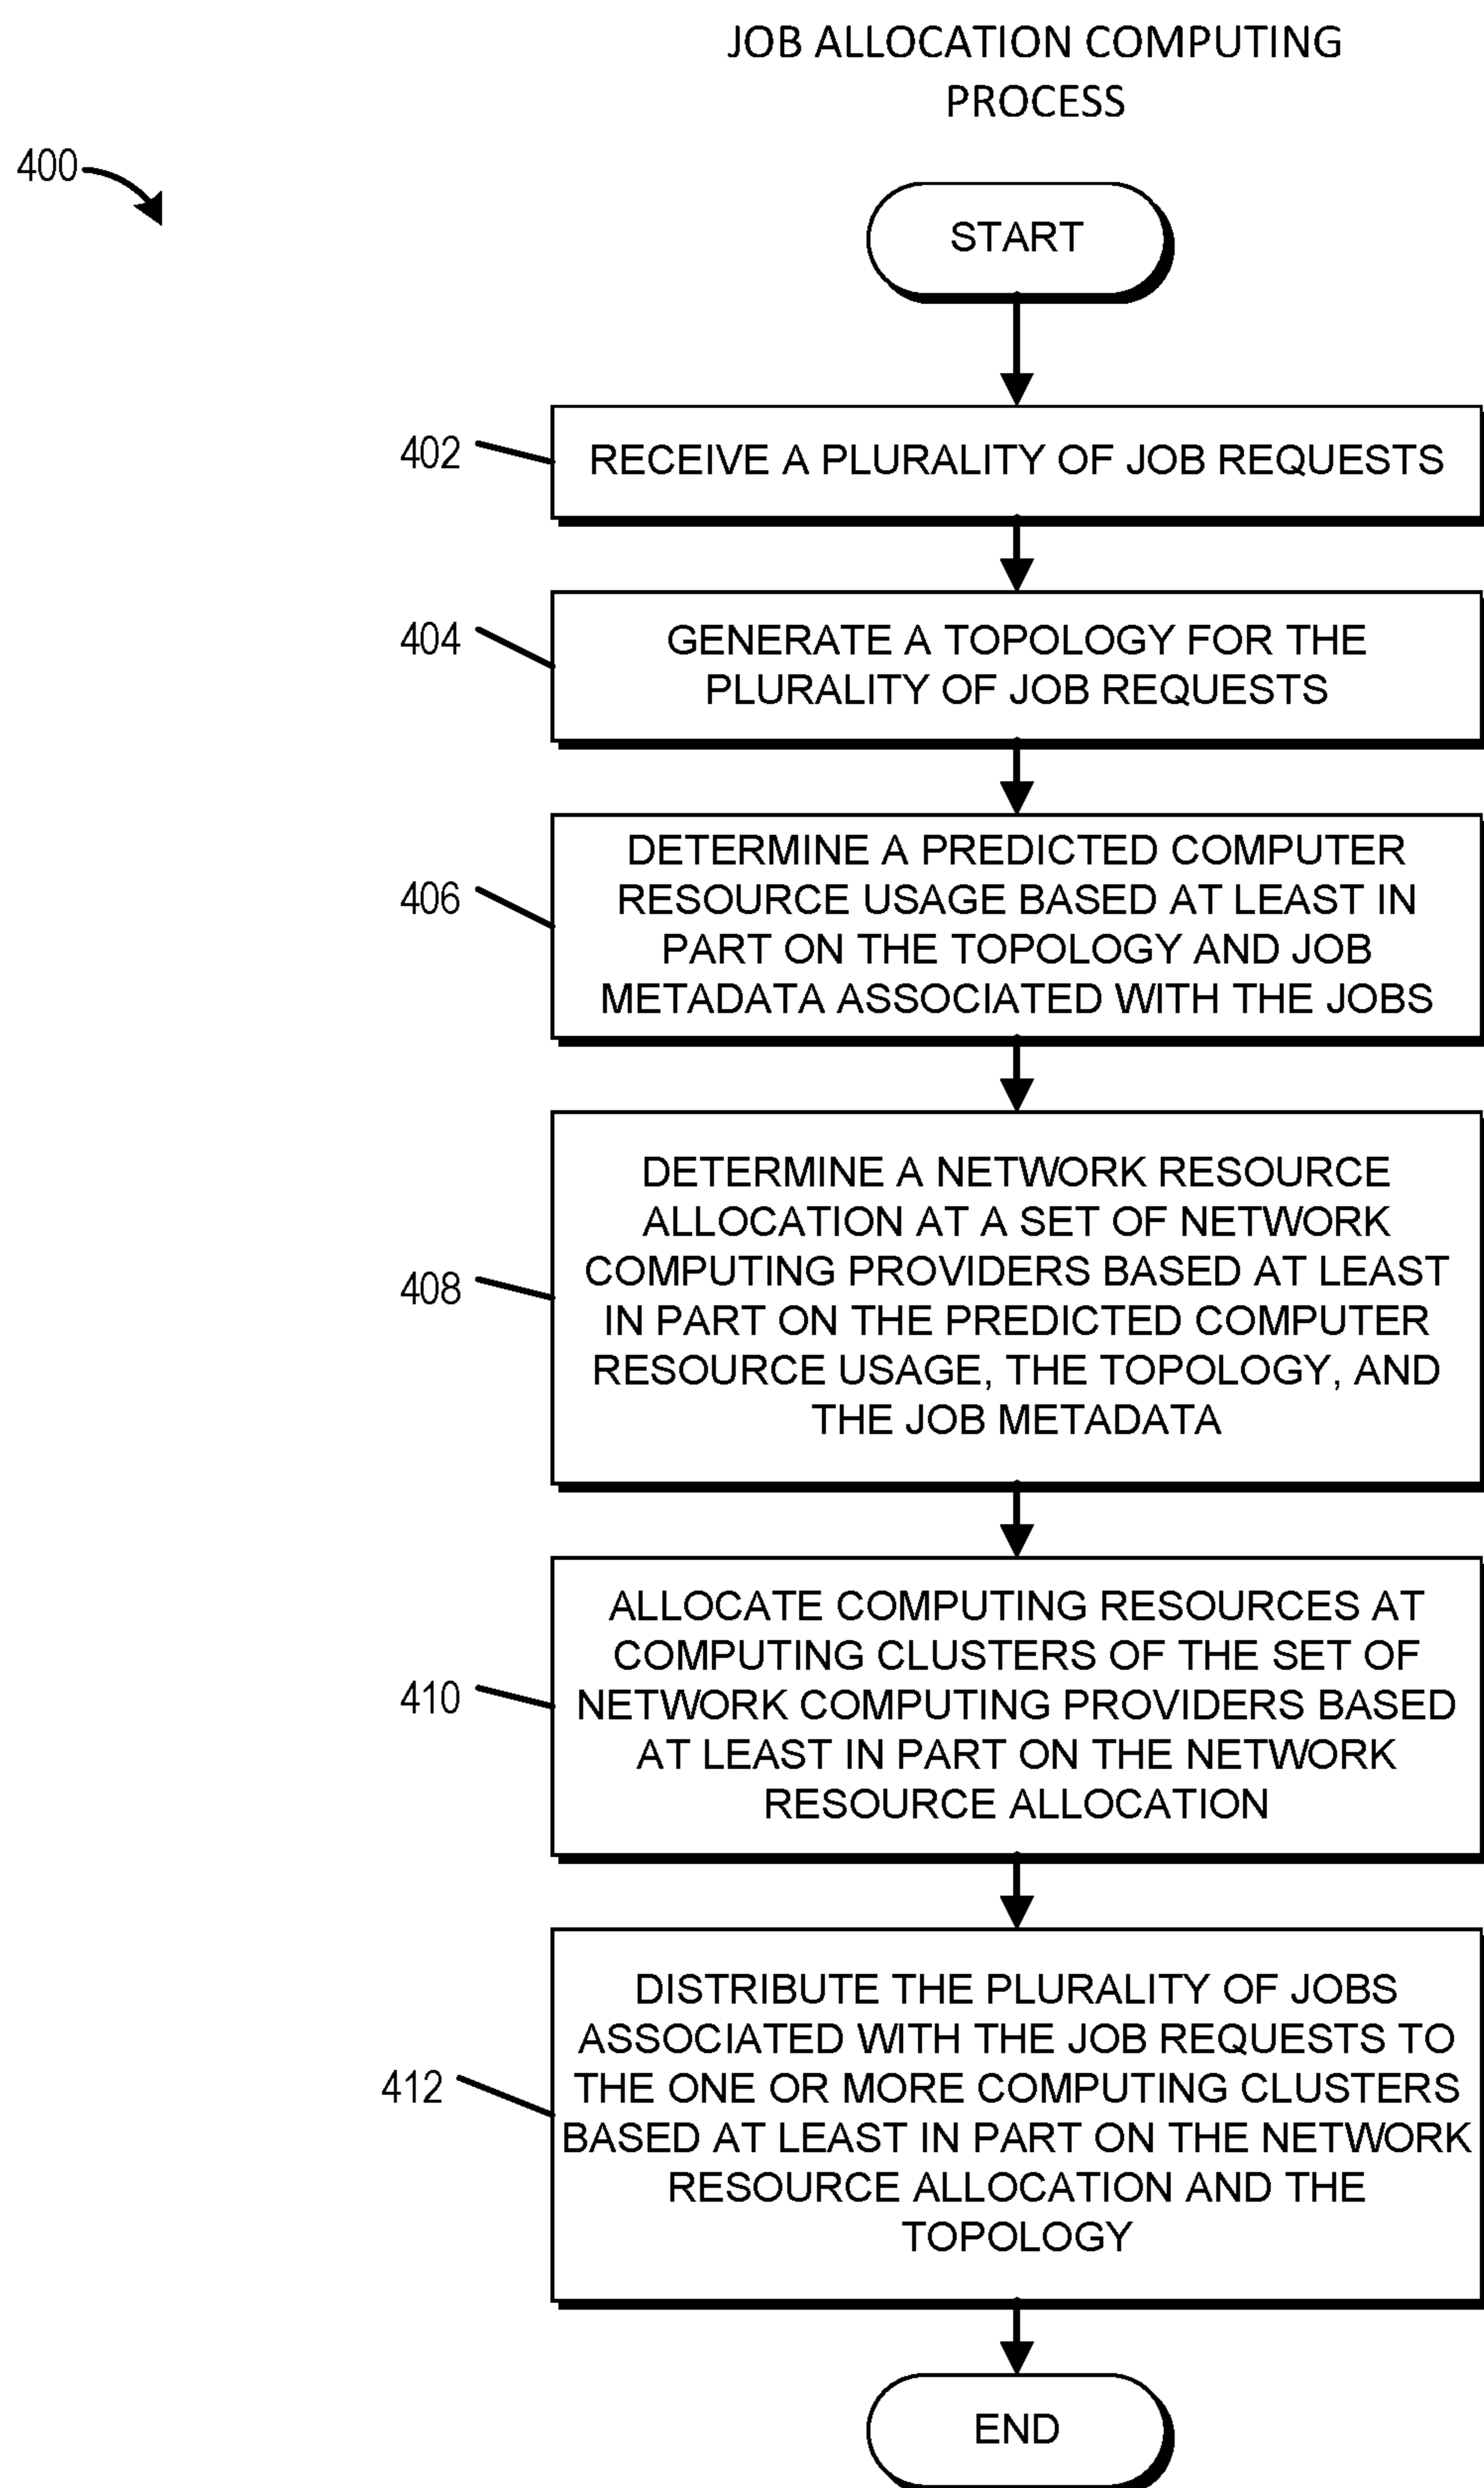 JOB ALLOCATION COMPUTING
PROCESS
400
START
402
RECEIVE A PLURALITY OF JOB REQUESTS
404
GENERATE A TOPOLOGY FOR THE
PLURALITY OF JOB REQUESTS
406
DETERMINE A PREDICTED COMPUTER
RESOURCE USAGE BASED AT LEAST IN
PART ON THE TOPOLOGY AND JOB
METADATA ASSOCIATED WITH THE JOBS
408
DETERMINE A NETWORK RESOURCE
ALLOCATION AT A SET OF NETWORK
COMPUTING PROVIDERS BASED AT LEAST
IN PART ON THE PREDICTED COMPUTER
RESOURCE USAGE, THE TOPOLOGY, AND
THE JOB METADATA
410
ALLOCATE COMPUTING RESOURCES AT
COMPUTING CLUSTERS OF THE SET OF
NETWORK COMPUTING PROVIDERS BASED
AT LEAST IN PART ON THE NETWORK
RESOURCE ALLOCATION
412
DISTRIBUTE THE PLURALITY OF JOBS
ASSOCIATED WITH THE JOB REQUESTS TO
THE ONE OR MORE COMPUTING CLUSTERS
BASED AT LEAST IN PART ON THE NETWORK
RESOURCE ALLOCATION AND THE
TOPOLOGY
END